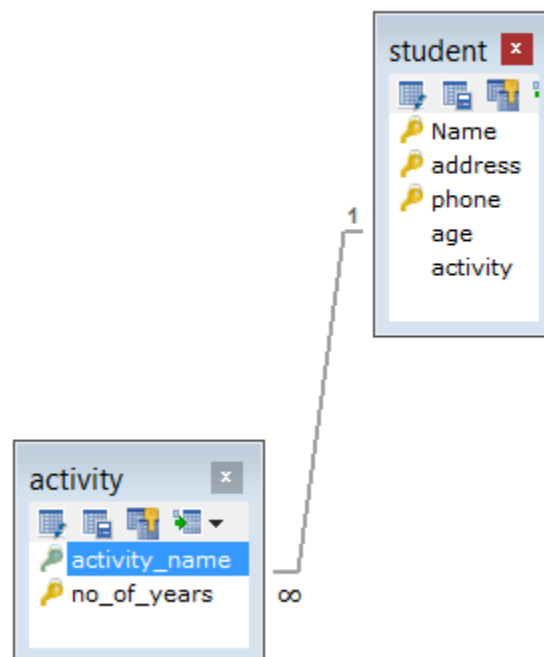 student
Name
address
phone
age
activity
1
activity
activity_name
no_of_years
∞